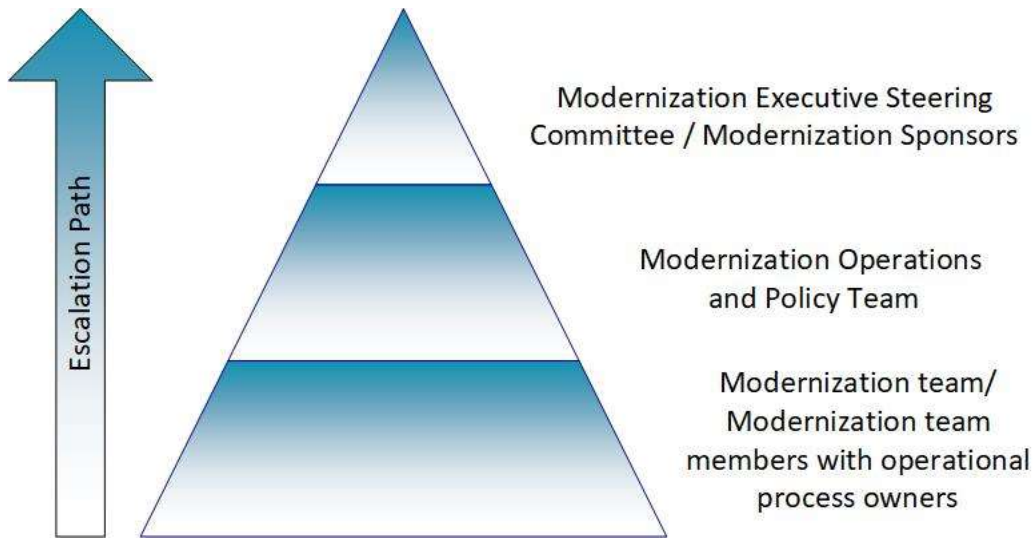 Escalation Path
Modernization Executive Steering
Committee / Modernization Sponsors
Modernization Operations
and Policy Team
Modernization team/
Modernization team
members with operational
process owners